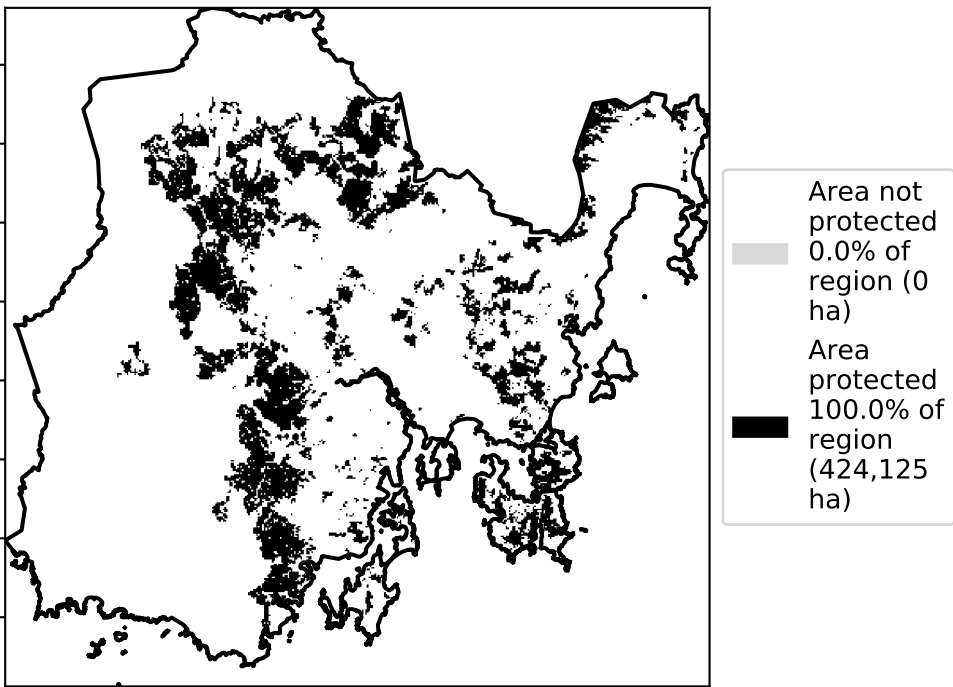 Area not
protected
0.0% of
region (0
ha)
Area
protected
100.0% of
region
(424,125
ha)